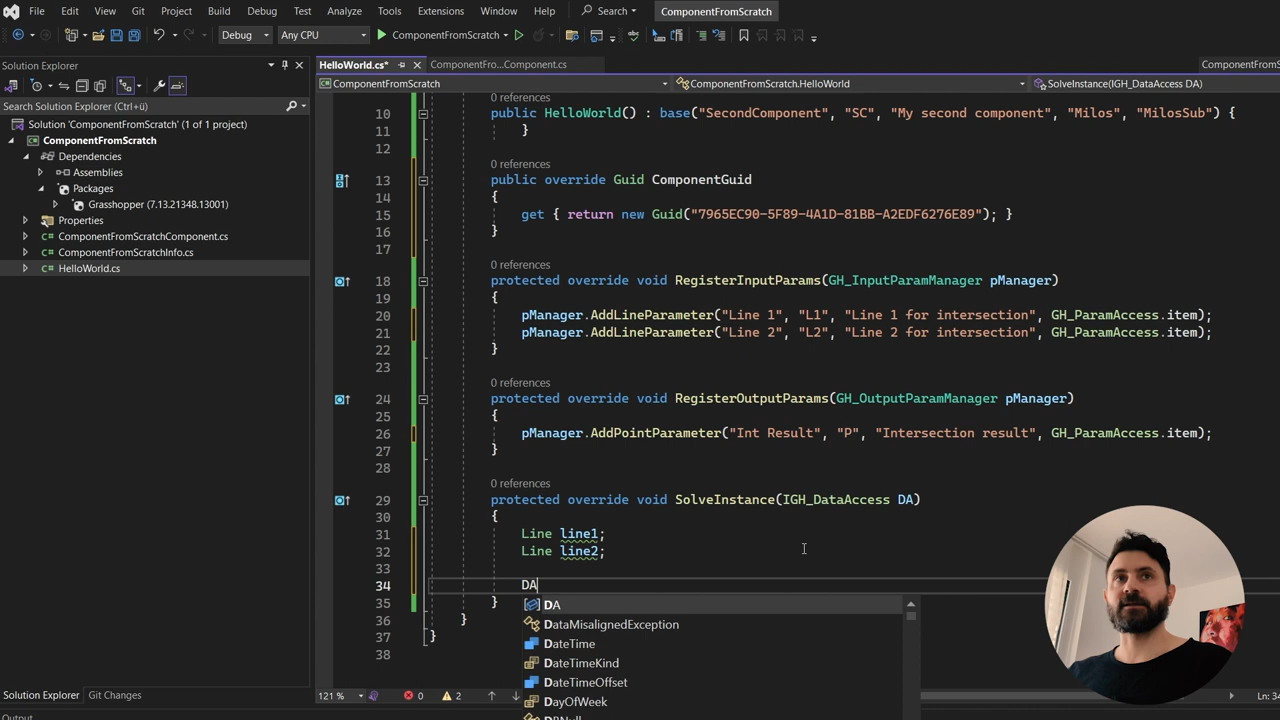 File Edit View Git Project Build Debug Test Analyze Tools Extensions Window Help Search ComponentFromScratch
Debug Any CPU ComponentFromScratch
Solution Explorer
Search Solution Explorer (Ctrl+ü)
Solution 'ComponentFromScratch' (1 of 1 project)
ComponentFromScratch
Dependencies
Assemblies
Packages
Grasshopper (7.13.21348.13001)
Properties
ComponentFromScratchComponent.cs
ComponentFromScratchInfo.cs
HelloWorld.cs
HelloWorld.cs* ComponentFro...Component.cs ComponentFromS
ComponentFromScratch ComponentFromScratch.HelloWorld SolveInstance(IGH_DataAccess DA)
0 references
10 public HelloWorld() : base("SecondComponent", "SC", "My second component", "Milos", "MilosSub") {
11 }
12
0 references
13 public override Guid ComponentGuid
14 {
15 get { return new Guid("7965EC90-5F89-4A1D-81BB-A2EDF6276E89"); }
16 }
17
0 references
18 protected override void RegisterInputParams(GH_InputParamManager pManager)
19 {
20 pManager.AddLineParameter("Line 1", "L1", "Line 1 for intersection", GH_ParamAccess.item);
21 pManager.AddLineParameter("Line 2", "L2", "Line 2 for intersection", GH_ParamAccess.item);
22 }
23
0 references
24 protected override void RegisterOutputParams(GH_OutputParamManager pManager)
25 {
26 pManager.AddPointParameter("Int Result", "P", "Intersection result", GH_ParamAccess.item);
27 }
28
0 references
29 protected override void SolveInstance(IGH_DataAccess DA)
30 {
31 Line line1;
32 Line line2;
33
34 DA
35 }
36 }
37 }
38
DA
DataMisalignedException
DateTime
DateTimeKind
DateTimeOffset
DayOfWeek
DBNull
121 % 0 2 Ln: 34
Solution Explorer Git Changes
Output